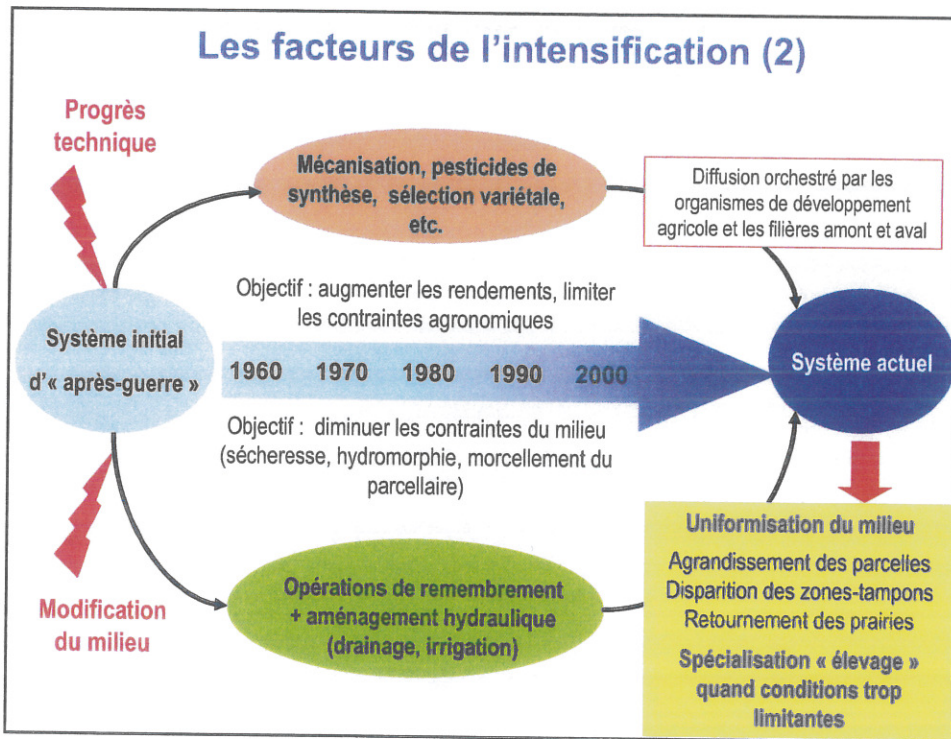 Les facteurs de l'intensification (2)
Progrès
technique
Mécanisation, pesticides de
synthèse, sélection variétale,
etc.
Diffusion orchestré par les
organismes de développement
agricole et les filières amont et aval
Objectif : augmenter les rendements, limiter
les contraintes agronomiques
Système initial
d'« après-guerre »
1960 1970 1980 1990 2000
Système actuel
Objectif : diminuer les contraintes du milieu
(sécheresse, hydromorphie, morcellement du
parcellaire)
Modification
du milieu
Opérations de remembrement
+ aménagement hydraulique
(drainage, irrigation)
Uniformisation du milieu
Agrandissement des parcelles
Disparition des zones-tampons
Retournement des prairies
Spécialisation « élevage »
quand conditions trop
limitantes